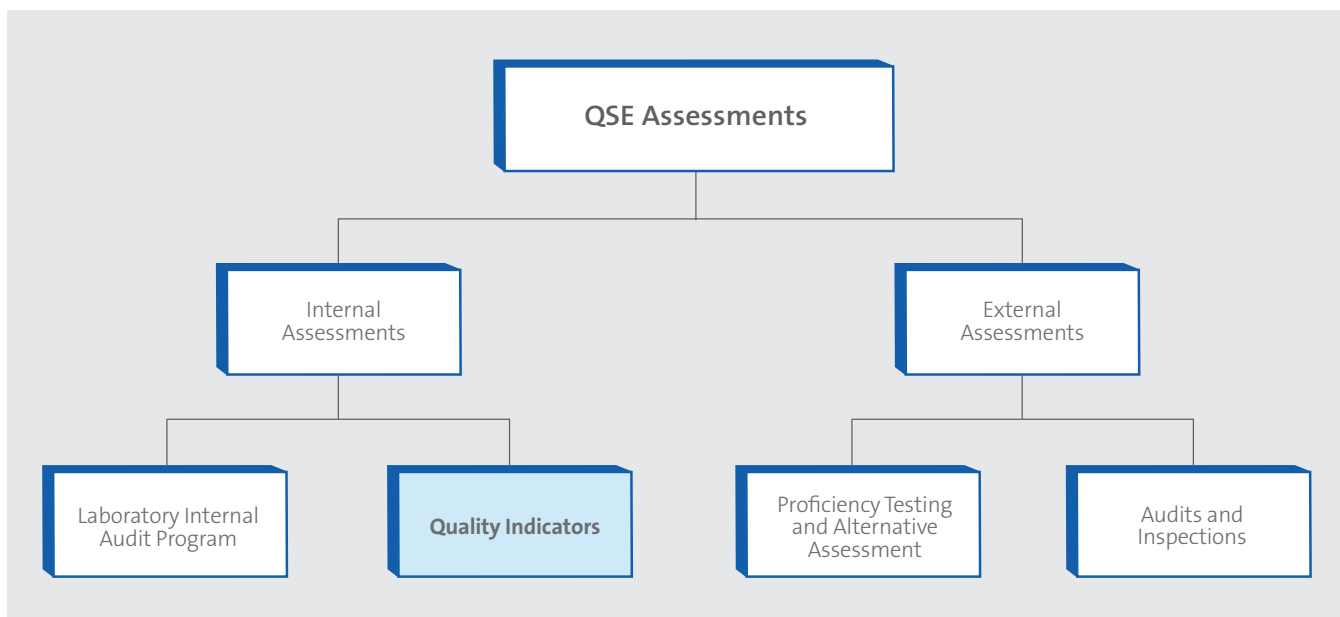 QSE Assessments
Internal
Assessments
External
Assessments
Laboratory Internal
Audit Program
Quality Indicators
Proficiency Testing
and Alternative
Assessment
Audits and
Inspections